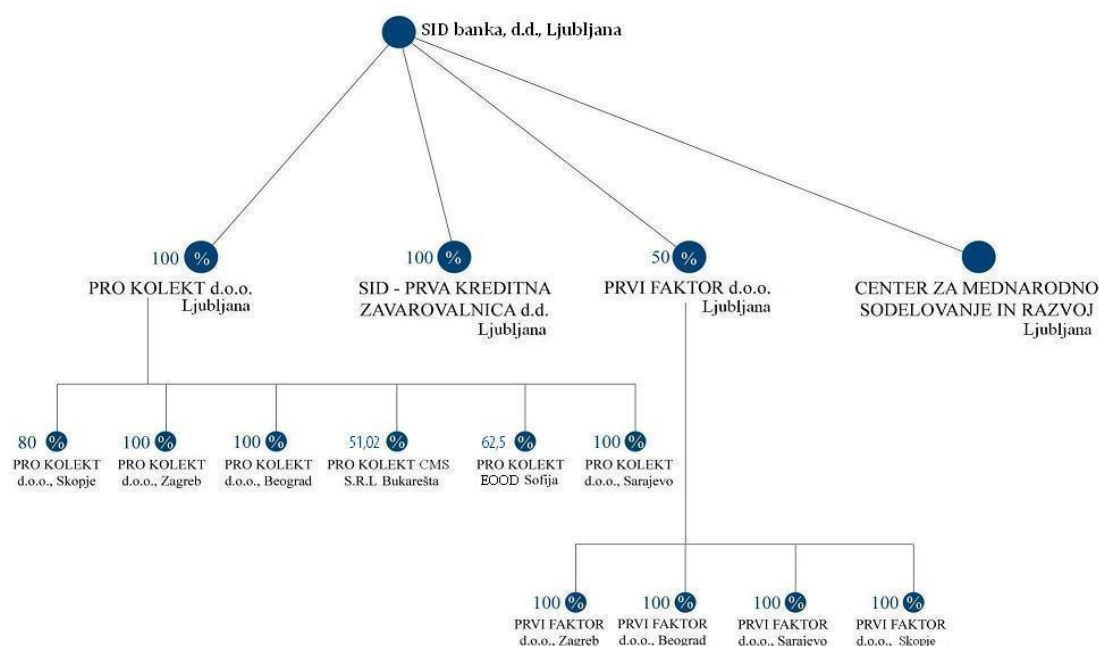 SID banka, d.d., Ljubljana
100 %
PRO KOLEKT d.o.o.
Ljubljana
100 %
SID - PRVA KREDITNA
ZAVAROVALNICA d.d.
Ljubljana
50 %
PRVI FAKTOR d.o.o.
Ljubljana
CENTER ZA MEDNARODNO
SODELOVANJE IN RAZVOJ
Ljubljana
80 %
PRO KOLEKT
d.o.o., Skopje
100 %
PRO KOLEKT
d.o.o., Zagreb
100 %
PRO KOLEKT
d.o.o., Beograd
51,02 %
PRO KOLEKT CMS
S.R.L Bukarešta
62,5 %
PRO KOLEKT
EOOD Sofija
100 %
PRO KOLEKT
d.o.o., Sarajevo
100 %
PRVI FAKTOR
d.o.o., Zagreb
100 %
PRVI FAKTOR
d.o.o., Beograd
100 %
PRVI FAKTOR
d.o.o., Sarajevo
100 %
PRVI FAKTOR
d.o.o., Skopje